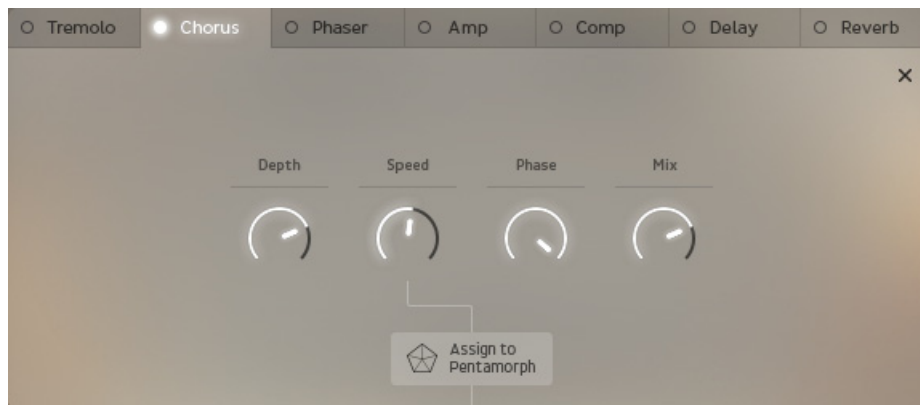 Tremolo Chorus Phaser Amp Comp Delay Reverb
Depth Speed Phase Mix
Assign to
Pentamorph